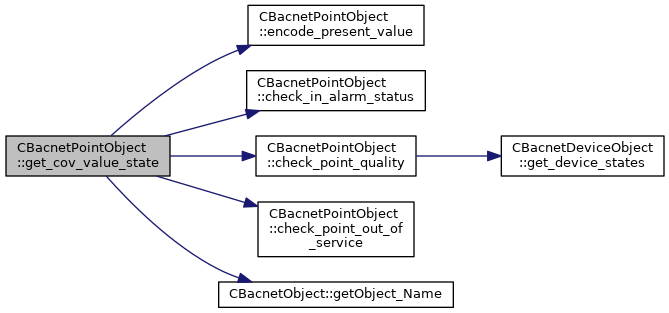 CBacnetPointObject
::encode_present_value
CBacnetPointObject
::check_in_alarm_status
CBacnetPointObject
::get_cov_value_state
CBacnetPointObject
::check_point_quality
CBacnetDeviceObject
::get_device_states
CBacnetPointObject
::check_point_out_of
_service
CBacnetObject::getObject_Name